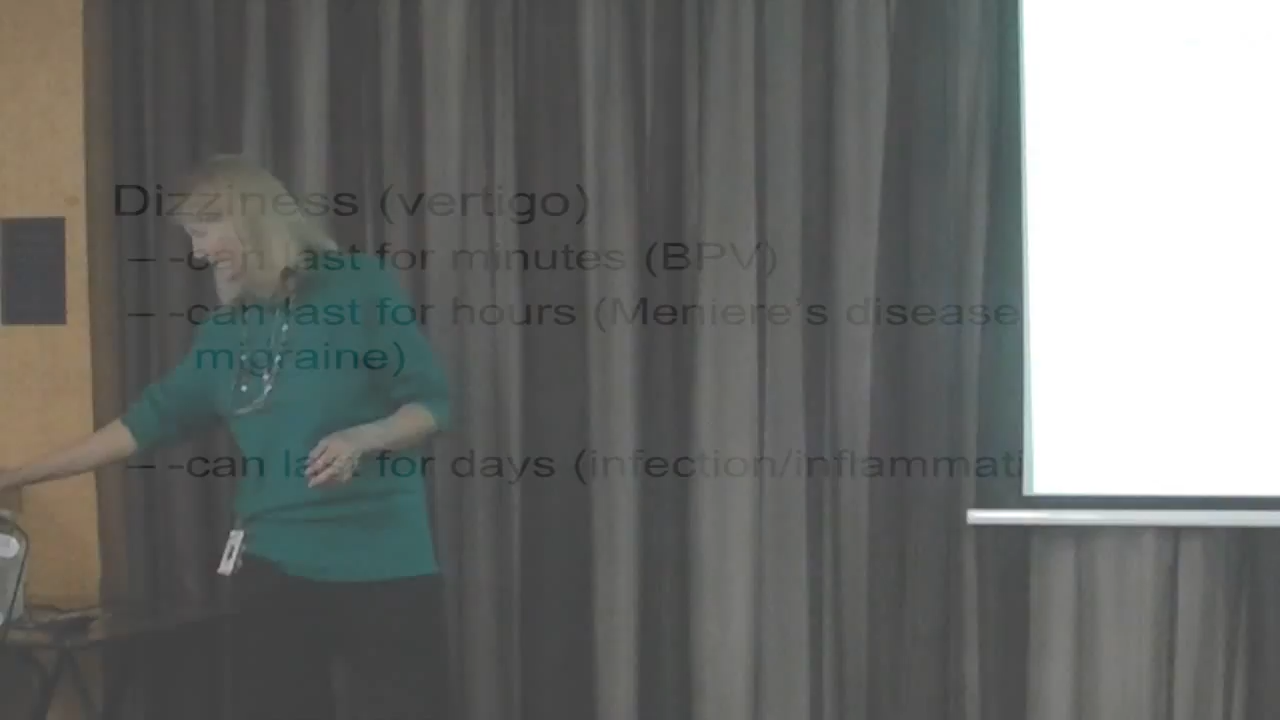 Dizziness (vertigo)
– -can last for minutes (BPV)
– -can last for hours (Meniere's disease
migraine)
– -can last for days (infection/inflammati